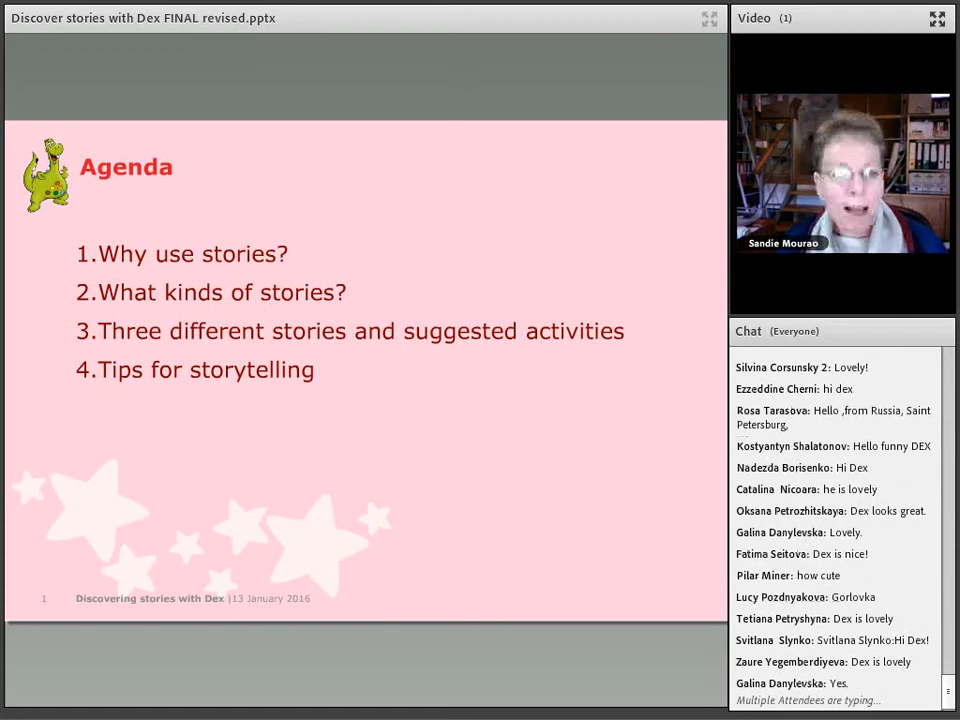 Discover stories with Dex FINAL revised.pptx
Agenda
1.Why use stories?
2.What kinds of stories?
3.Three different stories and suggested activities
4.Tips for storytelling
1 Discovering stories with Dex |13 January 2016
Video (1)
Sandie Mourao
Chat (Everyone)
Silvina Corsunsky 2: Lovely!
Ezzeddine Cherni: hi dex
Rosa Tarasova: Hello ,from Russia, Saint
Petersburg,
Kostyantyn Shalatonov: Hello funny DEX
Nadezda Borisenko: Hi Dex
Catalina Nicoara: he is lovely
Oksana Petrozhitskaya: Dex looks great.
Galina Danylevska: Lovely.
Fatima Seitova: Dex is nice!
Pilar Miner: how cute
Lucy Pozdnyakova: Gorlovka
Tetiana Petryshyna: Dex is lovely
Svitlana Slynko: Svitlana Slynko:Hi Dex!
Zaure Yegemberdiyeva: Dex is lovely
Galina Danylevska: Yes.
Multiple Attendees are typing...